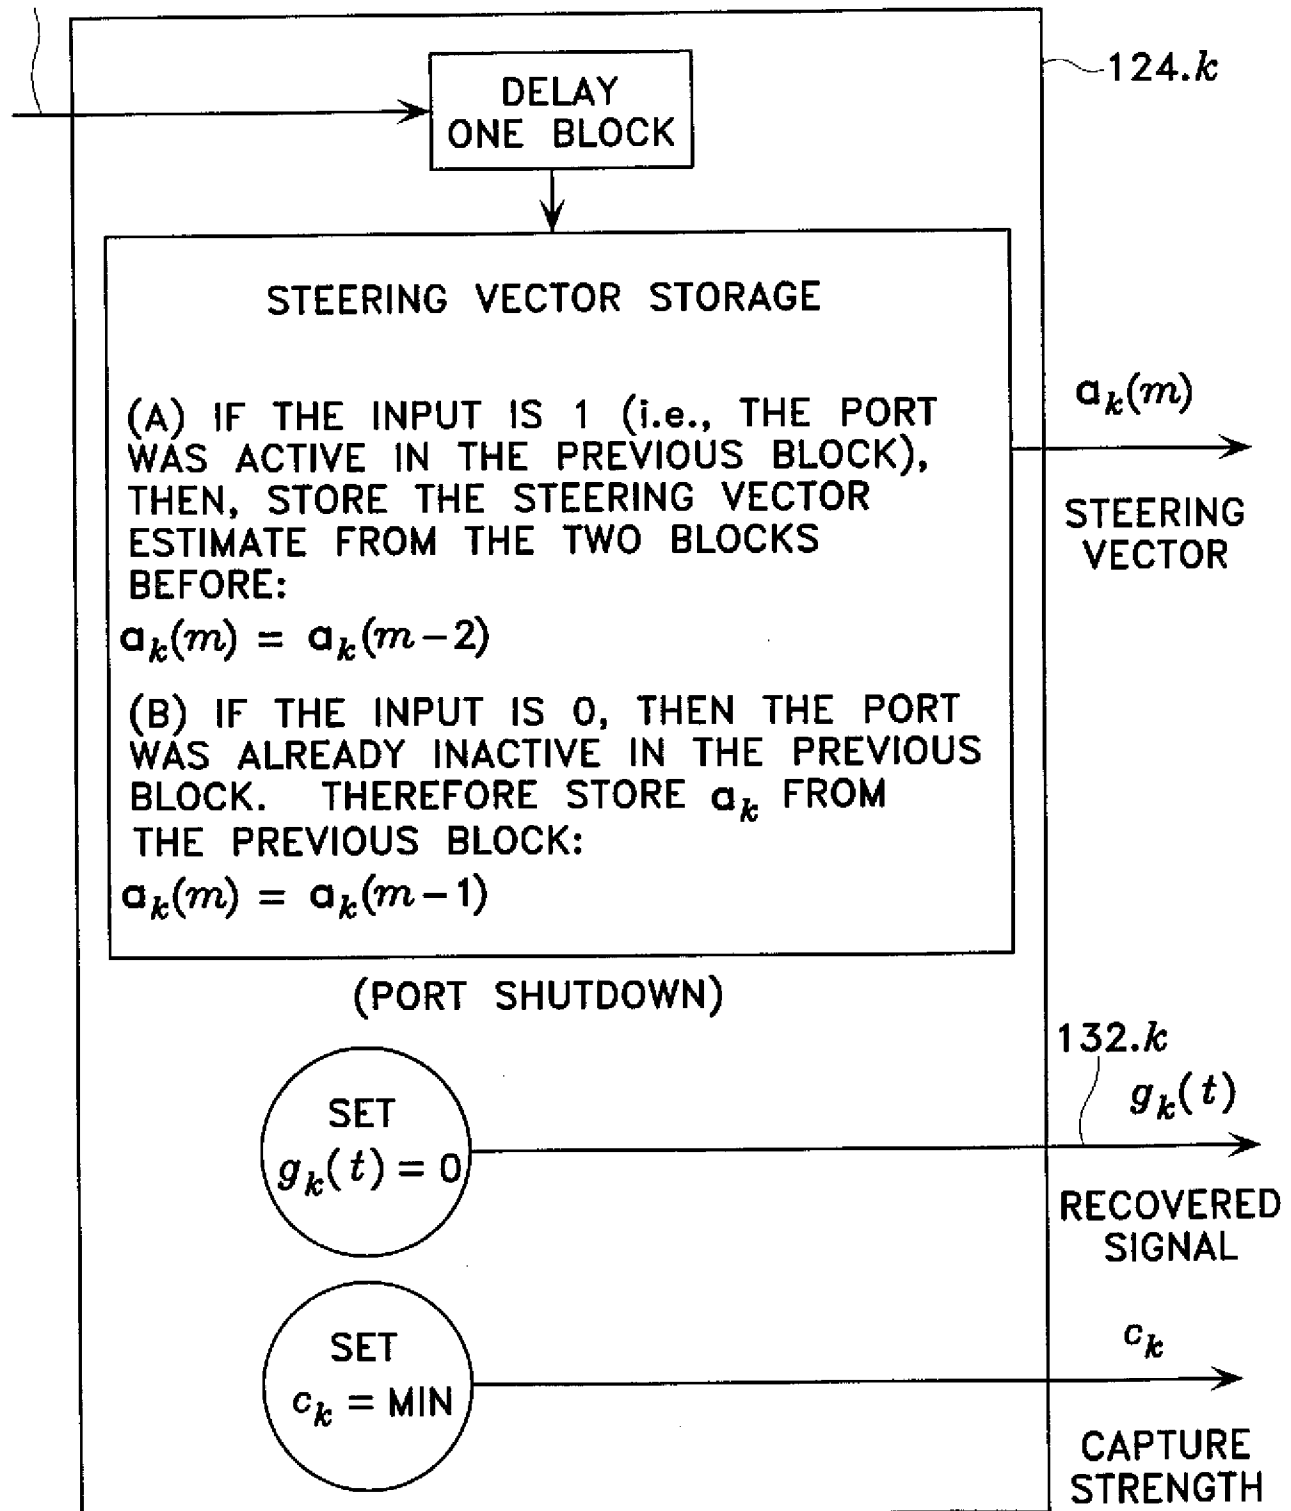 124.k
DELAY
ONE BLOCK
STEERING VECTOR STORAGE
(A) IF THE INPUT IS 1 (i.e., THE PORT
WAS ACTIVE IN THE PREVIOUS BLOCK),
THEN, STORE THE STEERING VECTOR
ESTIMATE FROM THE TWO BLOCKS
BEFORE:
a_k(m) = a_k(m-2)
(B) IF THE INPUT IS 0, THEN THE PORT
WAS ALREADY INACTIVE IN THE PREVIOUS
BLOCK. THEREFORE STORE a_k FROM
THE PREVIOUS BLOCK:
a_k(m) = a_k(m-1)
a_k(m)
STEERING
VECTOR
(PORT SHUTDOWN)
132.k
SET
g_k(t) = 0
g_k(t)
RECOVERED
SIGNAL
SET
c_k = MIN
c_k
CAPTURE
STRENGTH